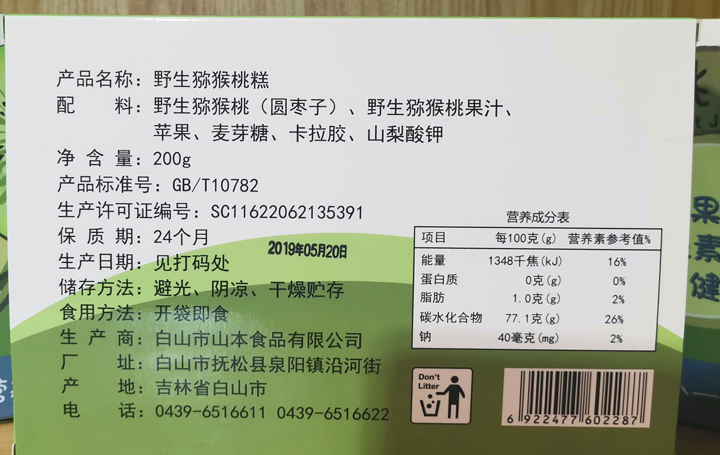 产品名称：野生猕猴桃糕
配　　料：野生猕猴桃（圆枣子）、野生猕猴桃果汁、
苹果、麦芽糖、卡拉胶、山梨酸钾
净 含 量：200g
产品标准号：GB/T10782
生产许可证编号：SC11622062135391
保 质 期：24个月
2019年05月20日
生产日期：见打码处
储存方法：避光、阴凉、干燥贮存
食用方法：开袋即食
生 产 商：白山市山本食品有限公司
厂　　址：白山市抚松县泉阳镇沿河街
产　　地：吉林省白山市
电　　话：0439-6516611 0439-6516622
营养成分表
项目 每100克(g) 营养素参考值%
能量 1348千焦(kJ) 16%
蛋白质 0克(g) 0%
脂肪 1.0克(g) 2%
碳水化合物 77.1克(g) 26%
钠 40毫克(mg) 2%
Don't
Litter
6 922477 602287
果
素
健